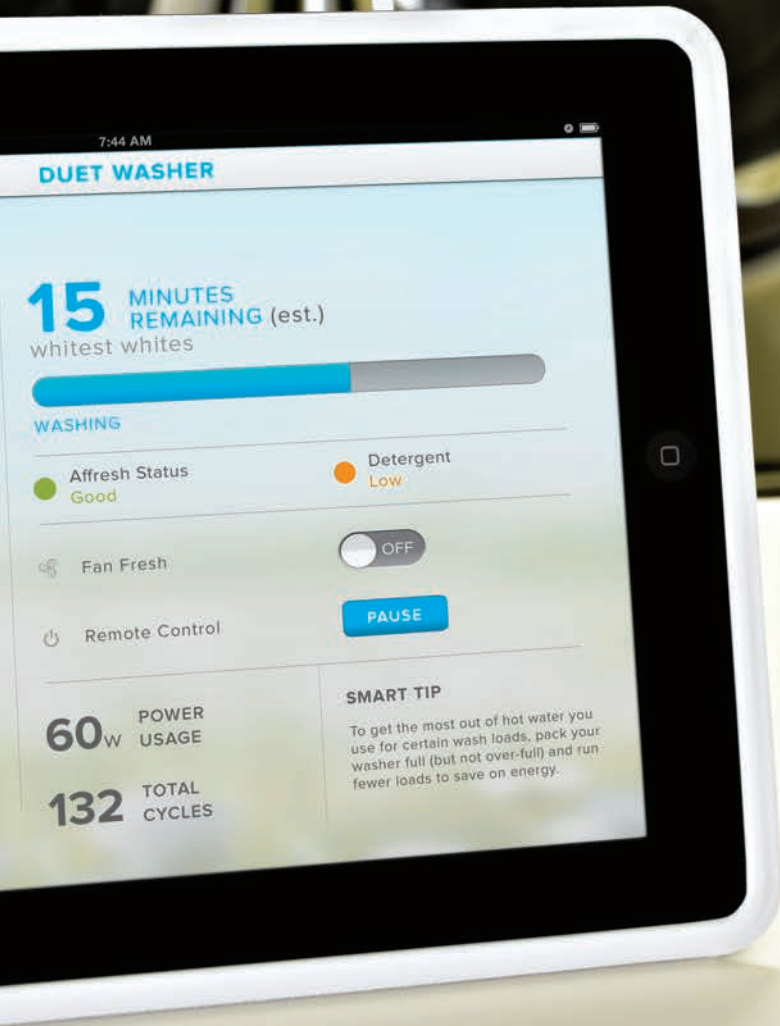 7:44 AM
DUET WASHER
15 MINUTES
REMAINING (est.)
whitest whites
WASHING
Affresh Status
Good
Detergent
Low
Fan Fresh
OFF
Remote Control
PAUSE
60w POWER
USAGE
132 TOTAL
CYCLES
SMART TIP
To get the most out of hot water you
use for certain wash loads, pack your
washer full (but not over-full) and run
fewer loads to save on energy.